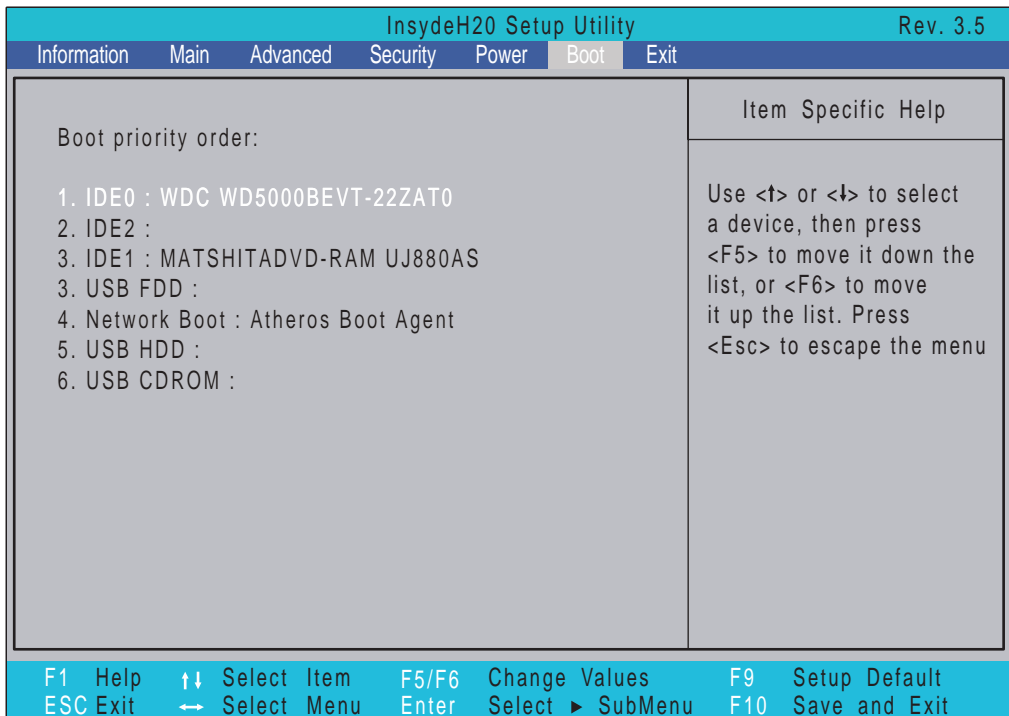 InsydeH20 Setup Utility Rev. 3.5
Information Main Advanced Security Power Boot Exit
Boot priority order:
1. IDE0 : WDC WD5000BEVT-22ZAT0
2. IDE2 :
3. IDE1 : MATSHITADVD-RAM UJ880AS
3. USB FDD :
4. Network Boot : Atheros Boot Agent
5. USB HDD :
6. USB CDROM :
Item Specific Help
Use <↑> or <↓> to select
a device, then press
<F5> to move it down the
list, or <F6> to move
it up the list. Press
<Esc> to escape the menu
F1 Help ↑↓ Select Item F5/F6 Change Values F9 Setup Default
ESC Exit ↔ Select Menu Enter Select ► SubMenu F10 Save and Exit